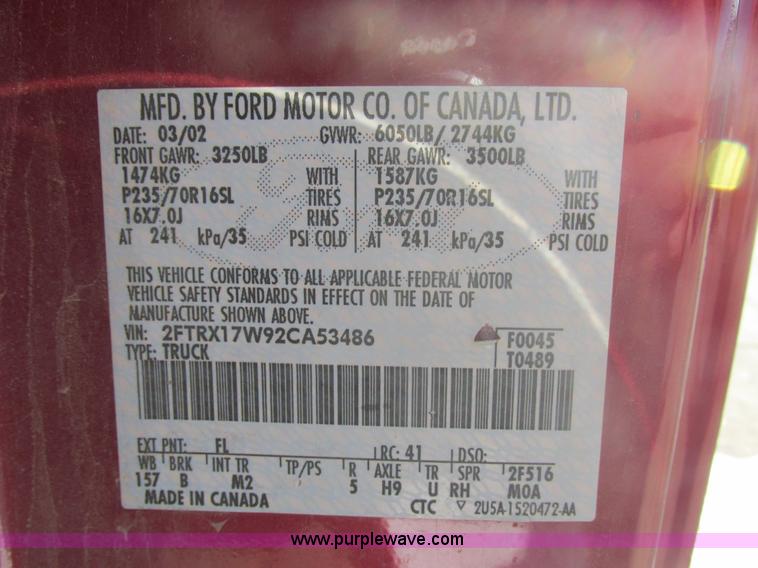 MFD. BY FORD MOTOR CO. OF CANADA, LTD.
DATE: 03/02 GVWR: 6050LB/ 2744KG
FRONT GAWR: 3250LB REAR GAWR: 3500LB
1474KG WITH 1587KG WITH
P235/70R16SL TIRES P235/70R16SL TIRES
16X7.0J RIMS 16X7.0J RIMS
AT 241 kPa/35 PSI COLD AT 241 kPa/35 PSI COLD
THIS VEHICLE CONFORMS TO ALL APPLICABLE FEDERAL MOTOR
VEHICLE SAFETY STANDARDS IN EFFECT ON THE DATE OF
MANUFACTURE SHOWN ABOVE.
VIN: 2FTRX17W92CA53486 F0045
TYPE: TRUCK T0489
EXT PNT: FL RC: 41 DSO:
WB BRK INT TR TP/PS R AXLE TR SPR 2F516
157 B M2 5 H9 U RH MOA
MADE IN CANADA CTC ▽ 2U5A-1520472-AA
www.purplewave.com